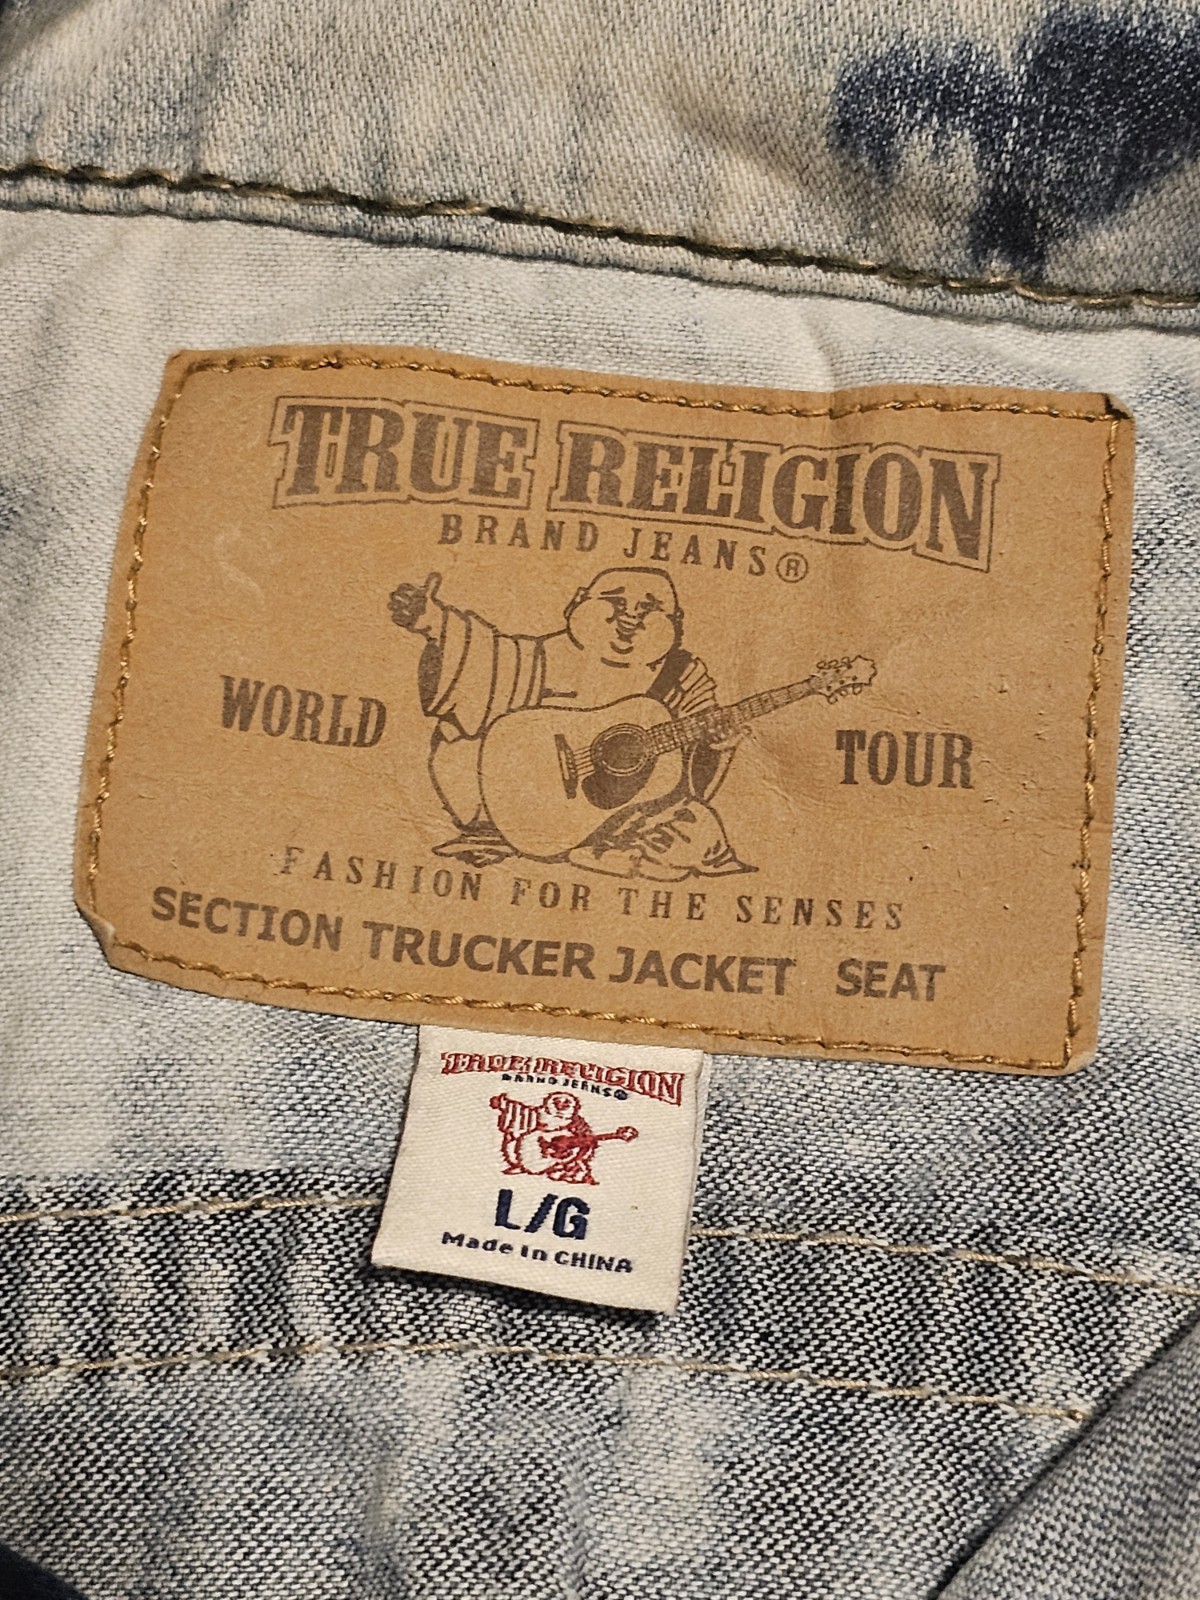 TRUE RELIGION
BRAND JEANS®
WORLD TOUR
FASHION FOR THE SENSES
SECTION TRUCKER JACKET SEAT
TRUE RELIGION
BRAND JEANS®
L/G
Made in CHINA